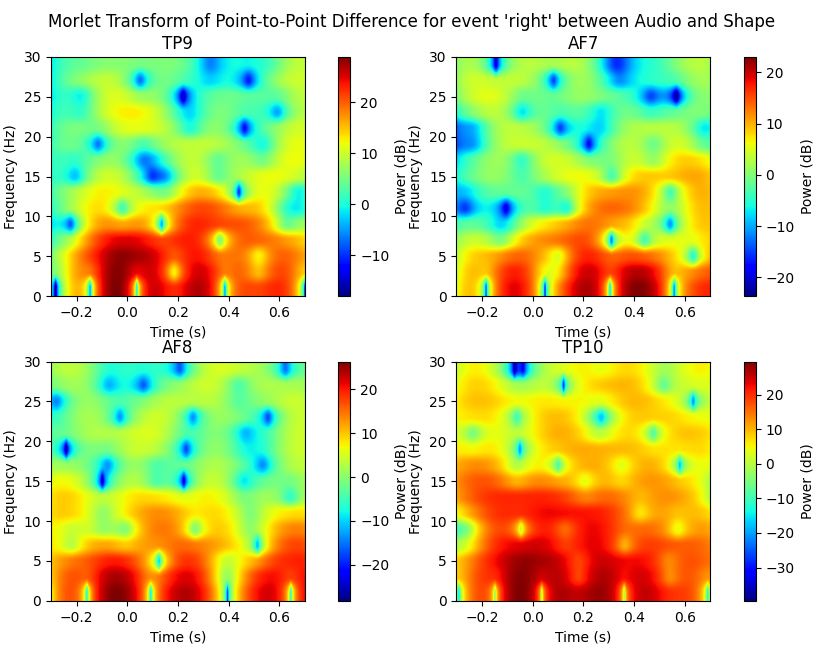 Morlet Transform of Point-to-Point Difference for event 'right' between Audio and Shape
TP9
AF7
30
25
20
15
10
5
0
Frequency (Hz)
−0.2 0.0 0.2 0.4 0.6
Time (s)
20
10
0
−10
Power (dB)
30
25
20
15
10
5
0
Frequency (Hz)
−0.2 0.0 0.2 0.4 0.6
Time (s)
20
10
0
−10
−20
Power (dB)
AF8
TP10
30
25
20
15
10
5
0
Frequency (Hz)
−0.2 0.0 0.2 0.4 0.6
Time (s)
20
10
0
−10
−20
Power (dB)
30
25
20
15
10
5
0
Frequency (Hz)
−0.2 0.0 0.2 0.4 0.6
Time (s)
20
10
0
−10
−20
−30
Power (dB)